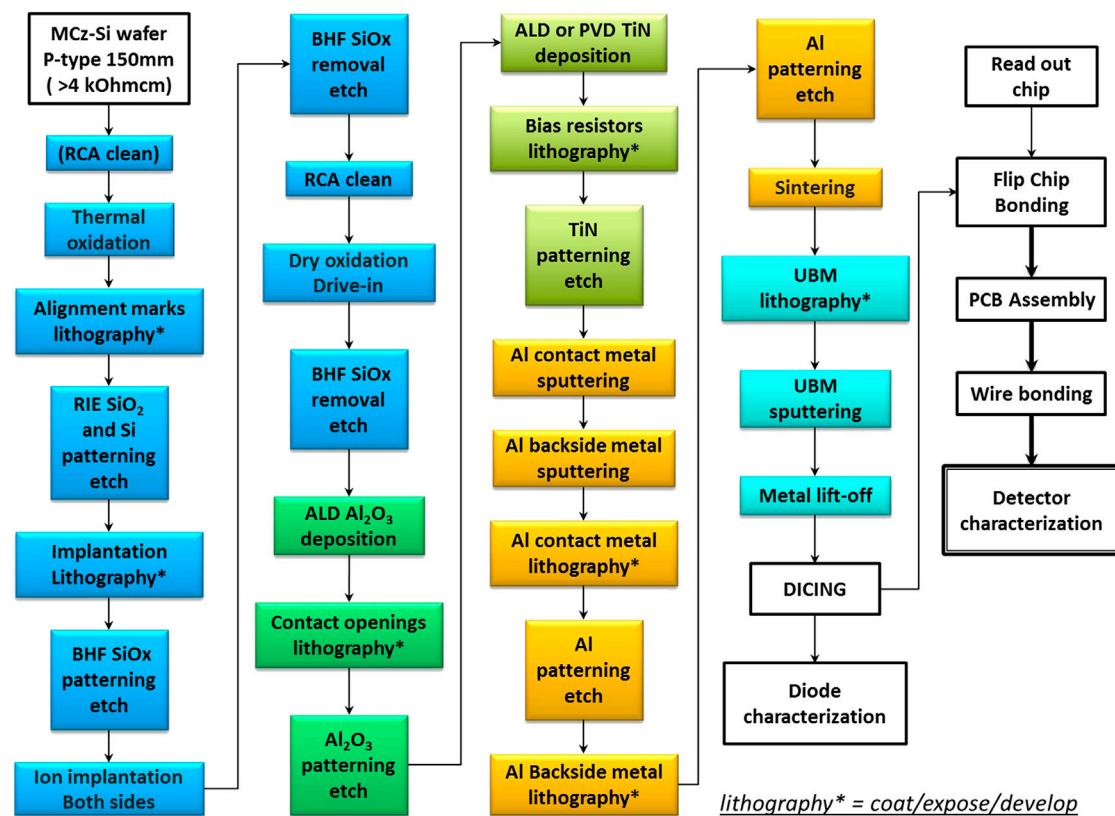 MCz-Si wafer
P-type 150mm
( >4 kOhmcm)
(RCA clean)
Thermal
oxidation
Alignment marks
lithography*
RIE SiO₂
and Si
patterning
etch
Implantation
Lithography*
BHF SiOx
patterning
etch
Ion implantation
Both sides
BHF SiOx
removal
etch
RCA clean
Dry oxidation
Drive-in
BHF SiOx
removal
etch
ALD Al₂O₃
deposition
Contact openings
lithography*
Al₂O₃
patterning
etch
ALD or PVD TiN
deposition
Bias resistors
lithography*
TiN
patterning
etch
Al contact metal
sputtering
Al backside metal
sputtering
Al contact metal
lithography*
Al
patterning
etch
Al Backside metal
lithography*
Al
patterning
etch
Sintering
UBM
lithography*
UBM
sputtering
Metal lift-off
DICING
Diode
characterization
Read out
chip
Flip Chip
Bonding
PCB Assembly
Wire bonding
Detector
characterization
lithography* = coat/expose/develop